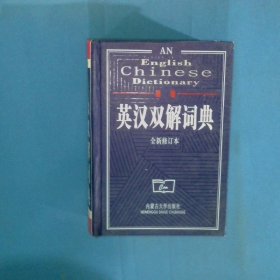 AN
English
Chinese
Dictionary
英汉双解词典
全新修订本
内蒙古大学出版社